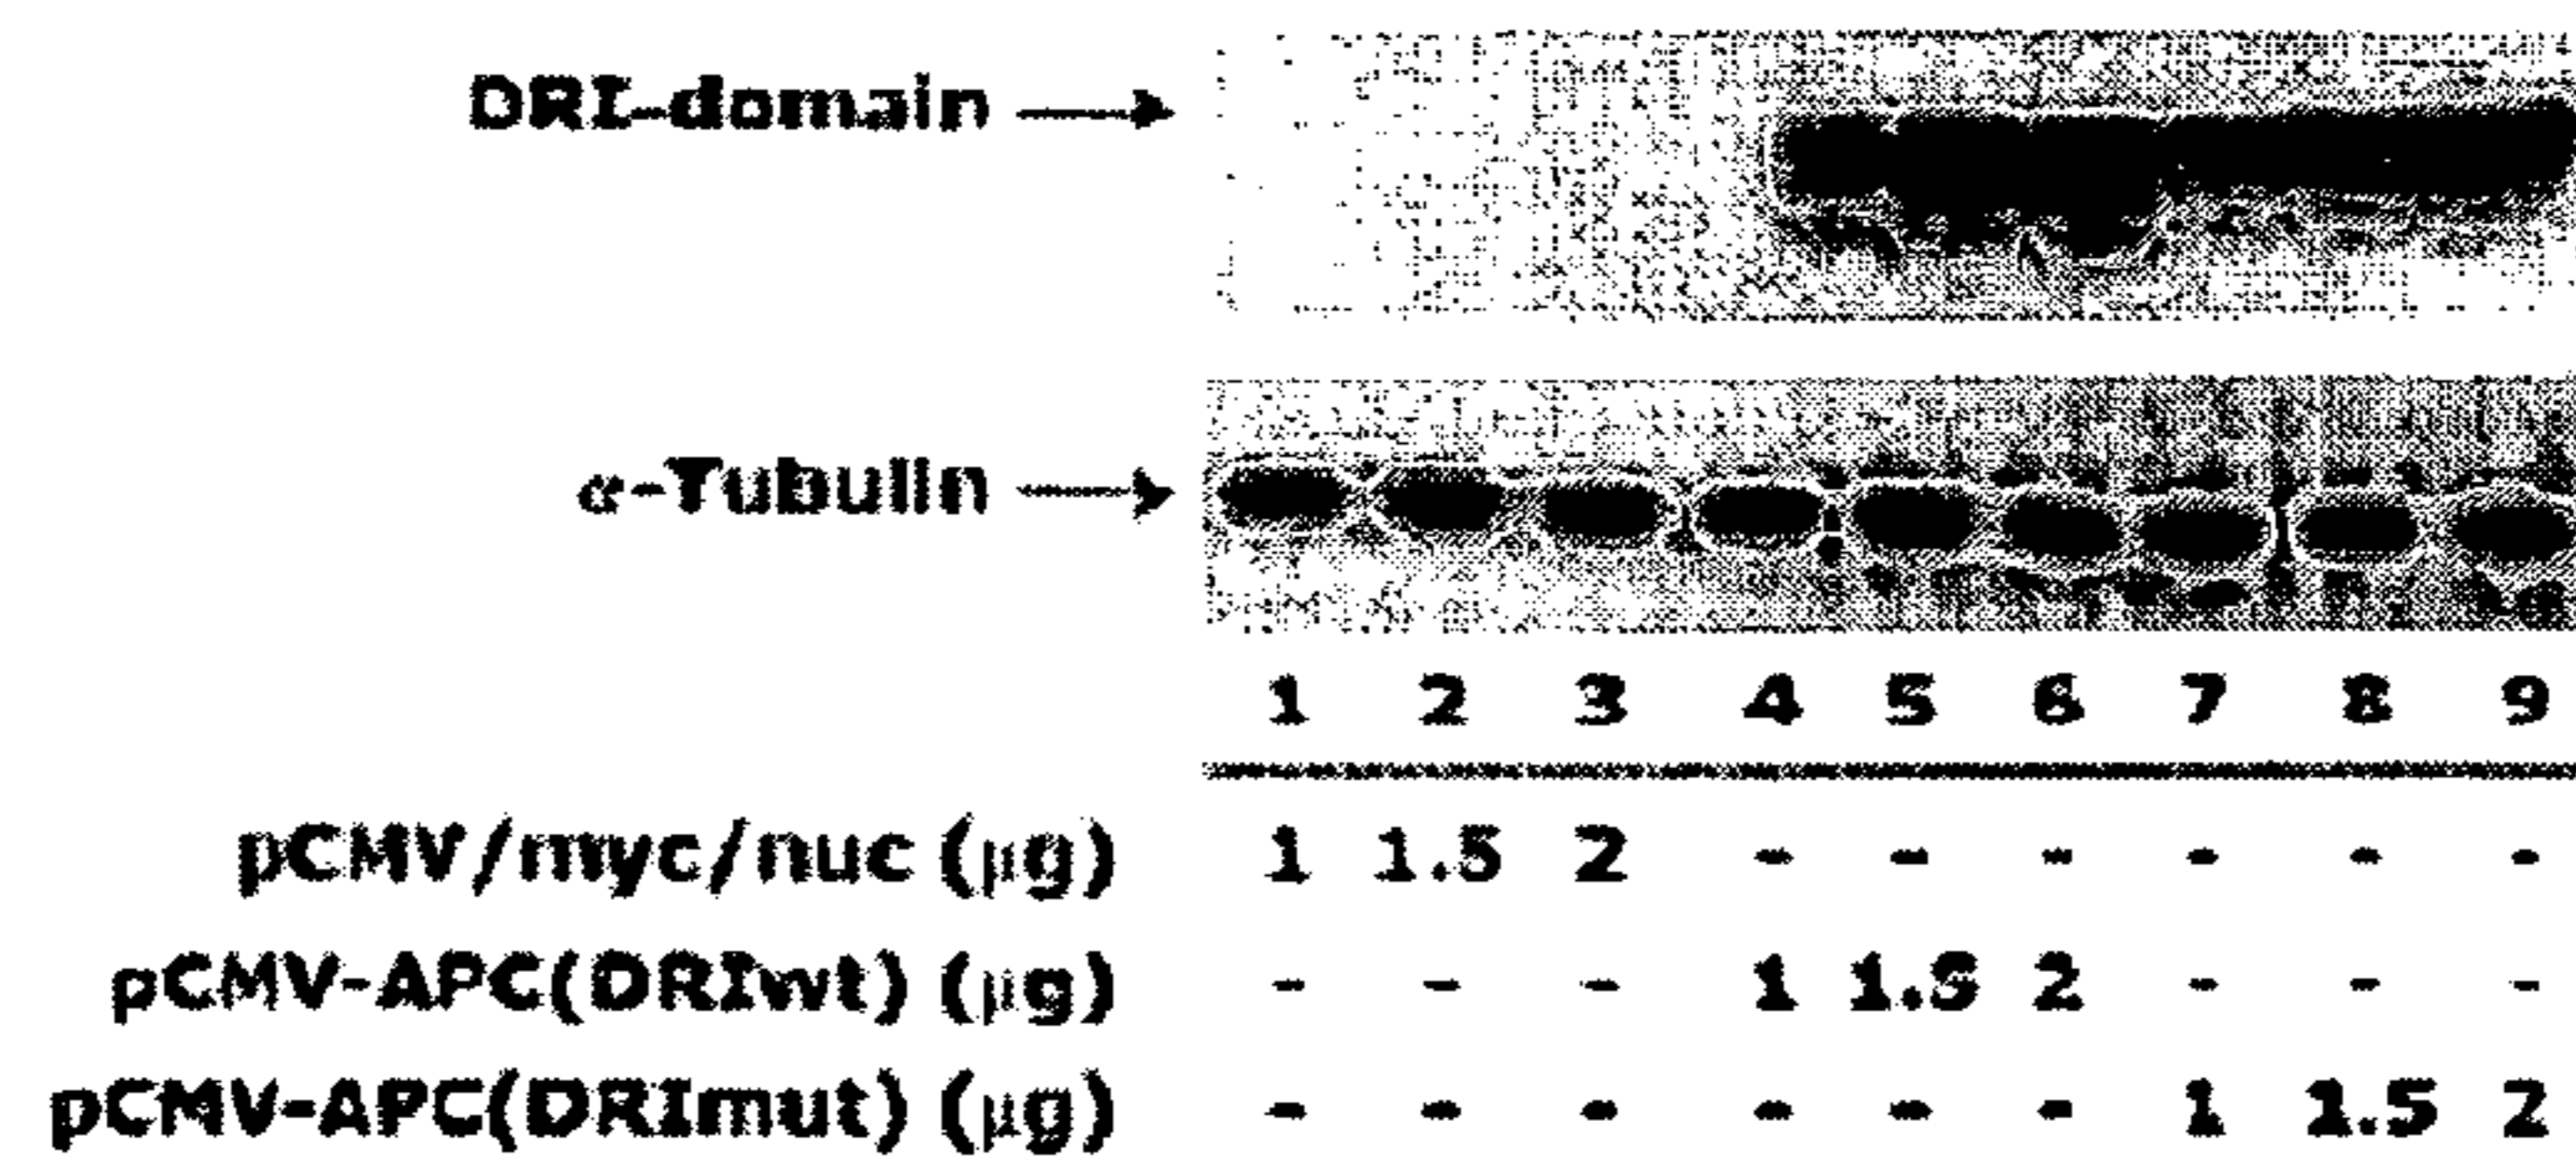 DRI-domain
α-Tubulin
1 2 3 4 5 6 7 8 9
pCMV/myc/nuc (µg) 1 1.5 2 - - - - - -
pCMV-APC(DRIwt) (µg) - - - 1 1.5 2 - - -
pCMV-APC(DRImut) (µg) - - - - - - 1 1.5 2